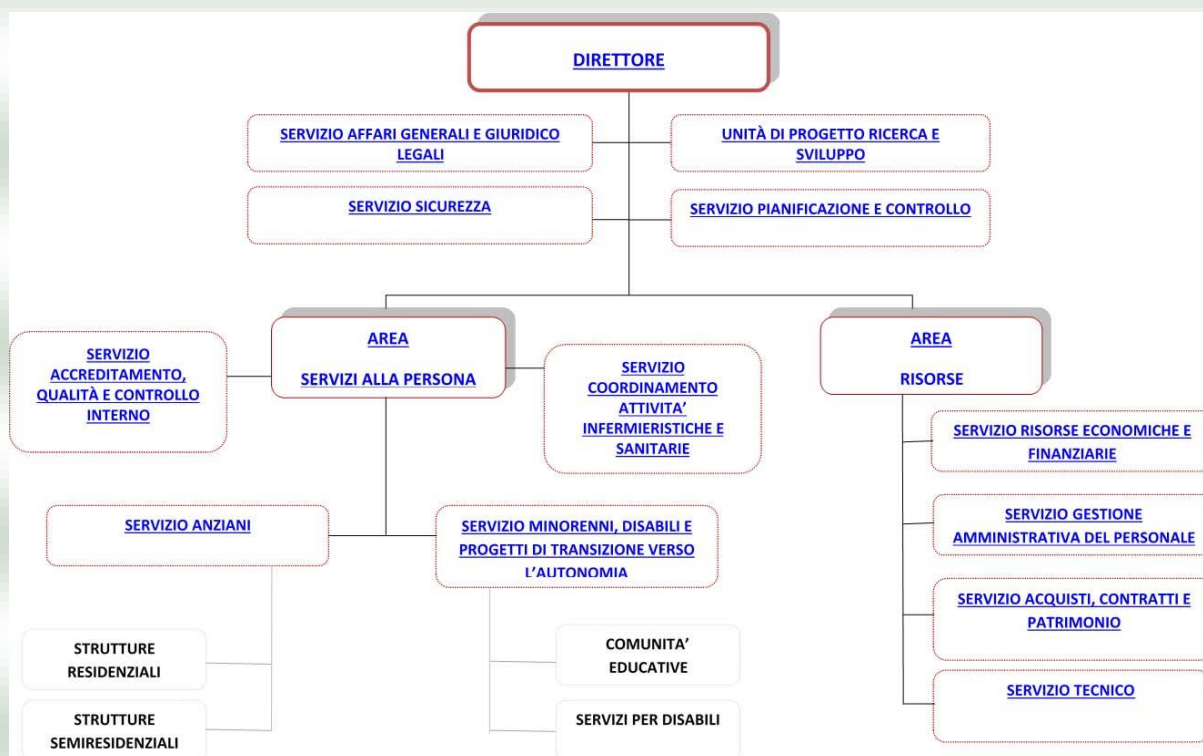 DIRETTORE
SERVIZIO AFFARI GENERALI E GIURIDICO
LEGALI
UNITÀ DI PROGETTO RICERCA E
SVILUPPO
SERVIZIO SICUREZZA
SERVIZIO PIANIFICAZIONE E CONTROLLO
AREA
SERVIZI ALLA PERSONA
AREA
RISORSE
SERVIZIO
ACCREDITAMENTO,
QUALITÀ E CONTROLLO
INTERNO
SERVIZIO
COORDINAMENTO
ATTIVITA’
INFERMIERISTICHE E
SANITARIE
SERVIZIO RISORSE ECONOMICHE E
FINANZIARIE
SERVIZIO GESTIONE
AMMINISTRATIVA DEL PERSONALE
SERVIZIO ACQUISTI, CONTRATTI E
PATRIMONIO
SERVIZIO TECNICO
SERVIZIO ANZIANI
SERVIZIO MINORENNI, DISABILI E
PROGETTI DI TRANSIZIONE VERSO
L’AUTONOMIA
STRUTTURE
RESIDENZIALI
STRUTTURE
SEMIRESIDENZIALI
COMUNITA’
EDUCATIVE
SERVIZI PER DISABILI